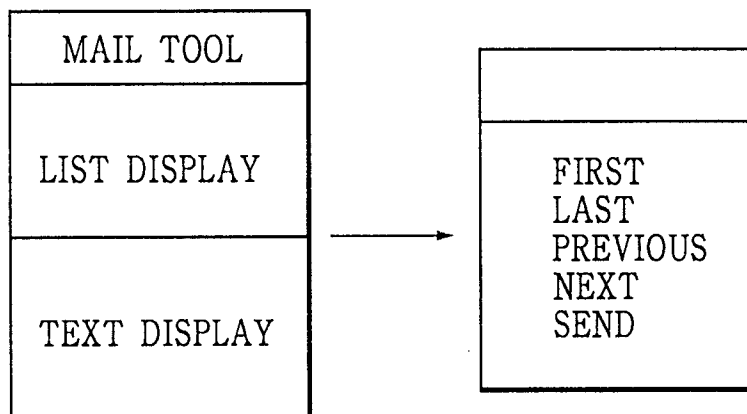 MAIL TOOL
LIST DISPLAY
TEXT DISPLAY
FIRST
LAST
PREVIOUS
NEXT
SEND